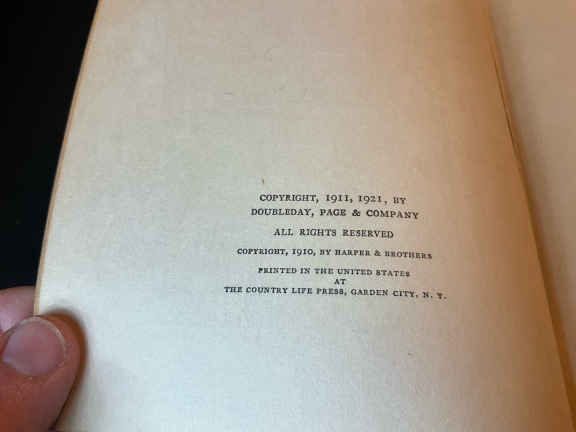 COPYRIGHT, 1911, 1921, BY
DOUBLEDAY, PAGE & COMPANY
ALL RIGHTS RESERVED
COPYRIGHT, 1910, BY HARPER & BROTHERS
PRINTED IN THE UNITED STATES
AT
THE COUNTRY LIFE PRESS, GARDEN CITY, N. Y.